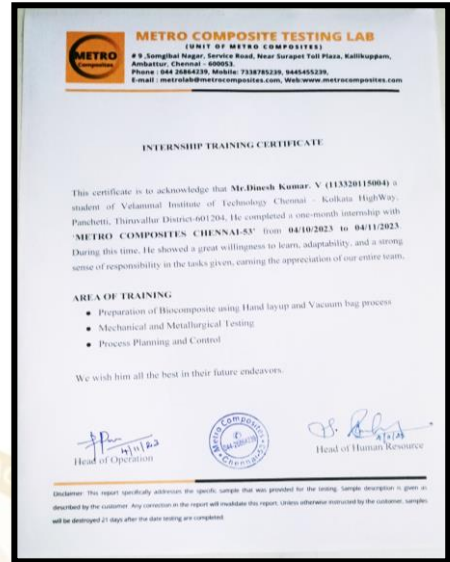 METRO
Composites
METRO COMPOSITE TESTING LAB
(UNIT OF METRO COMPOSITES)
# 9 ,Somgibal Nagar, Service Road, Near Surapet Toll Plaza, Kallikuppam,
Ambattur, Chennai - 600053.
Phone : 044 26864239, Mobile: 7338785239, 9445455239,
E-mail : metrolab@metrocomposites.com, Web:www.metrocomposites.com
INTERNSHIP TRAINING CERTIFICATE
This certificate is to acknowledge that Mr.Dinesh Kumar. V (113320115004) a
student of Velammal Institute of Technology Chennai - Kolkata HighWay,
Panchetti, Thiruvallur District-601204, He completed a one-month internship with
'METRO COMPOSITES CHENNAI-53' from 04/10/2023 to 04/11/2023.
During this time, He showed a great willingness to learn, adaptability, and a strong
sense of responsibility in the tasks given, earning the appreciation of our entire team.
AREA OF TRAINING
• Preparation of Biocomposite using Hand layup and Vacuum bag process
• Mechanical and Metallurgical Testing
• Process Planning and Control
We wish him all the best in their future endeavors.
Metro Composites
044-26864239
Chennai
Head of Operation
Head of Human Resource
Disclaimer: This report specifically addresses the specific sample that was provided for the testing. Sample description is given as
described by the customer. Any correction in the report will invalidate this report. Unless otherwise instructed by the customer, samples
will be destroyed 21 days after the date testing are completed.